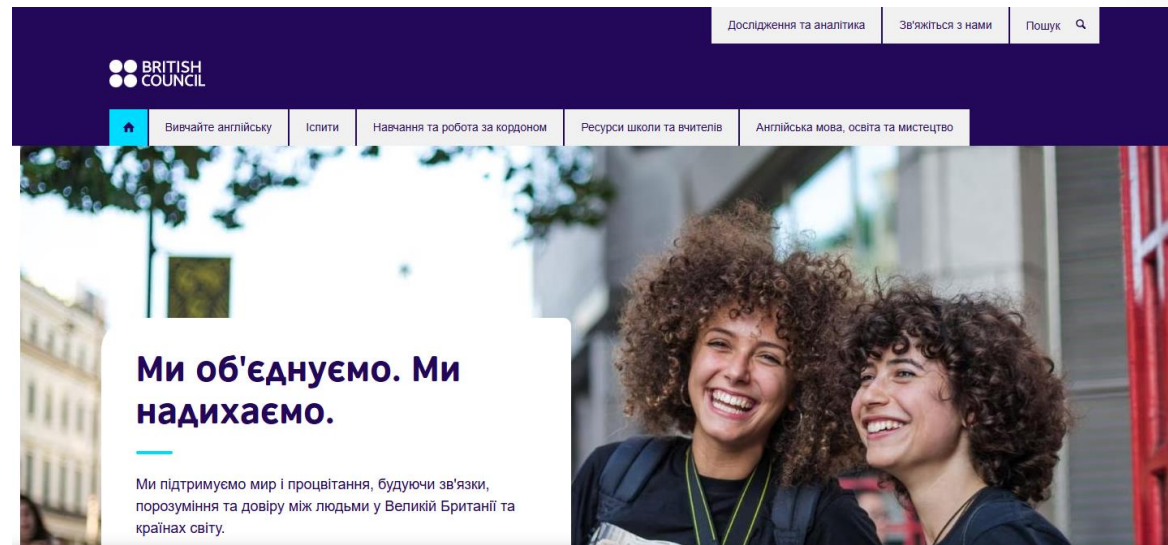 Дослідження та аналітика
Зв'яжіться з нами
Пошук
BRITISH
COUNCIL
Вивчайте англійську
Іспити
Навчання та робота за кордоном
Ресурси школи та вчителів
Англійська мова, освіта та мистецтво
Ми об'єднуємо. Ми
надихаємо.
Ми підтримуємо мир і процвітання, будуючи зв'язки,
порозуміння та довіру між людьми у Великій Британії та
країнах світу.